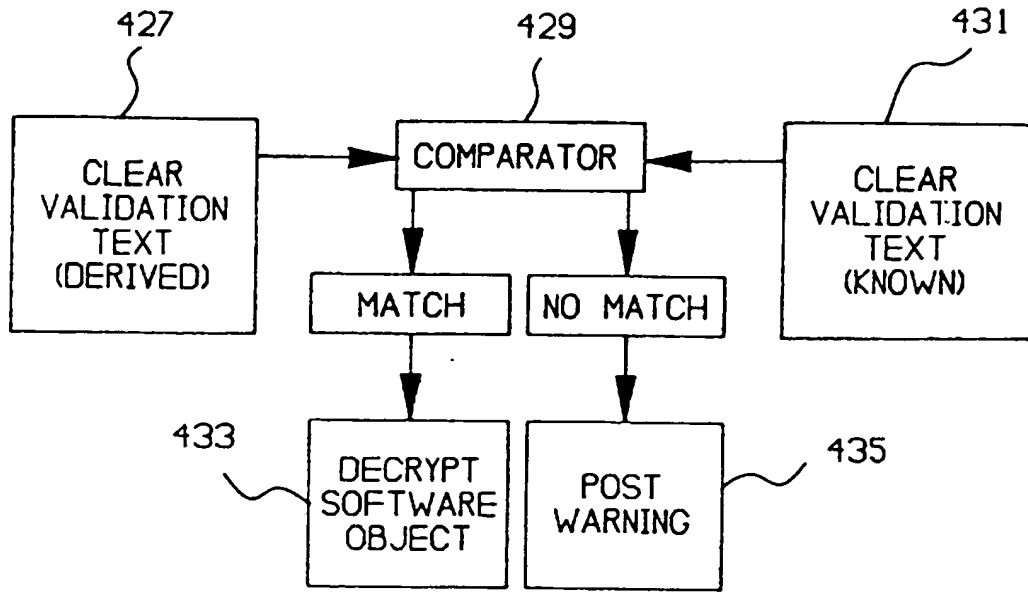 427
429
431
CLEAR
VALIDATION
TEXT
(DERIVED)
COMPARATOR
CLEAR
VALIDATION
TEXT
(KNOWN)
MATCH
NO MATCH
433
DECRYPT
SOFTWARE
OBJECT
POST
WARNING
435